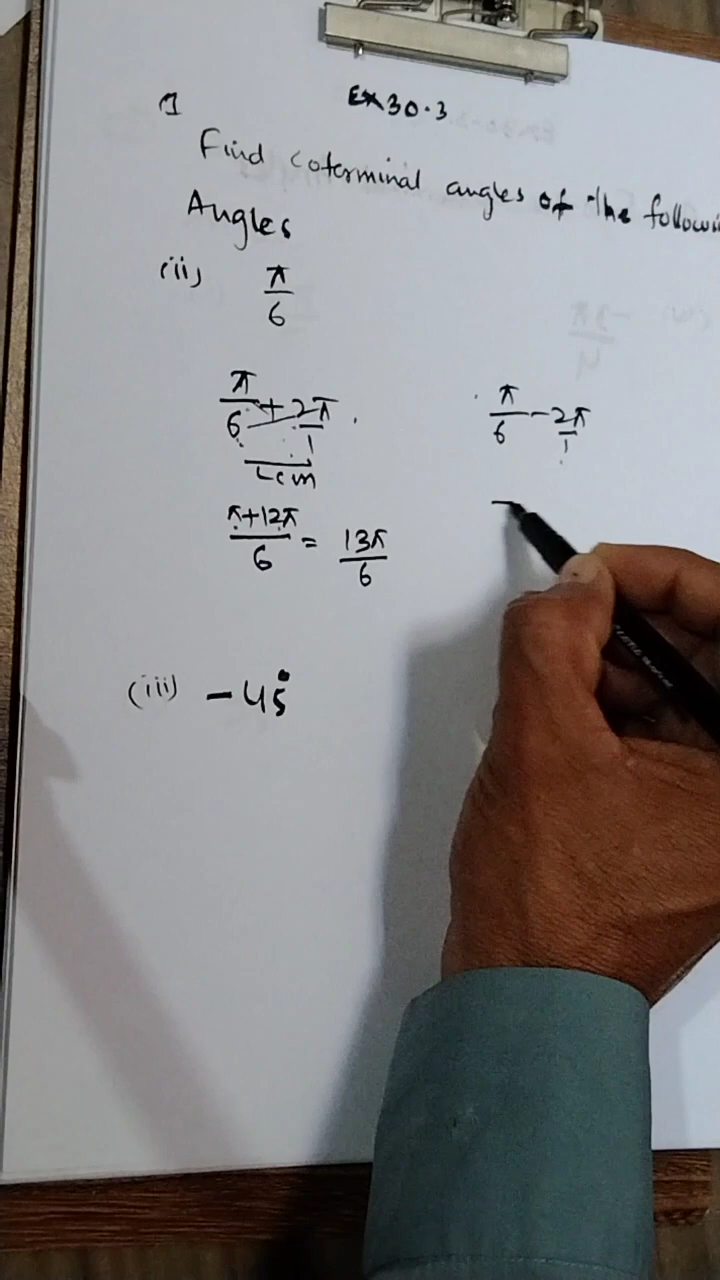 Ex 30.3
Q
Find coterminal angles of the followi
Angles
(ii) π/6
π/6 + 2π/1
Lcm
π+12π/6 = 13π/6
π/6 - 2π/1
(iii) -45°